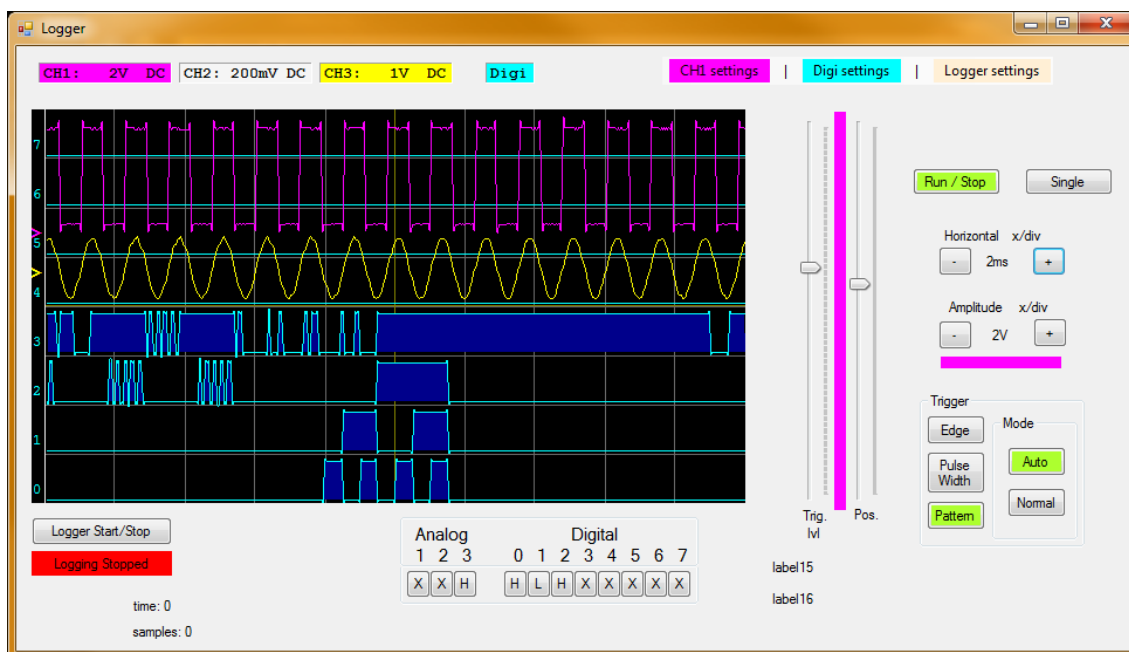 Logger
CH1: 2V DC CH2: 200mV DC CH3: 1V DC Digi CH1 settings | Digi settings | Logger settings
7
6
5
4
3
2
1
0
Run / Stop Single
Horizontal x/div
- 2ms +
Amplitude x/div
- 2V +
Trigger
Mode
Edge
Auto
Pulse
Width
Normal
Pattern
Trig. Pos.
lvl
Logger Start/Stop
Logging Stopped
time: 0
samples: 0
Analog Digital
1 2 3 0 1 2 3 4 5 6 7
X X H H L H X X X X X
label15
label16